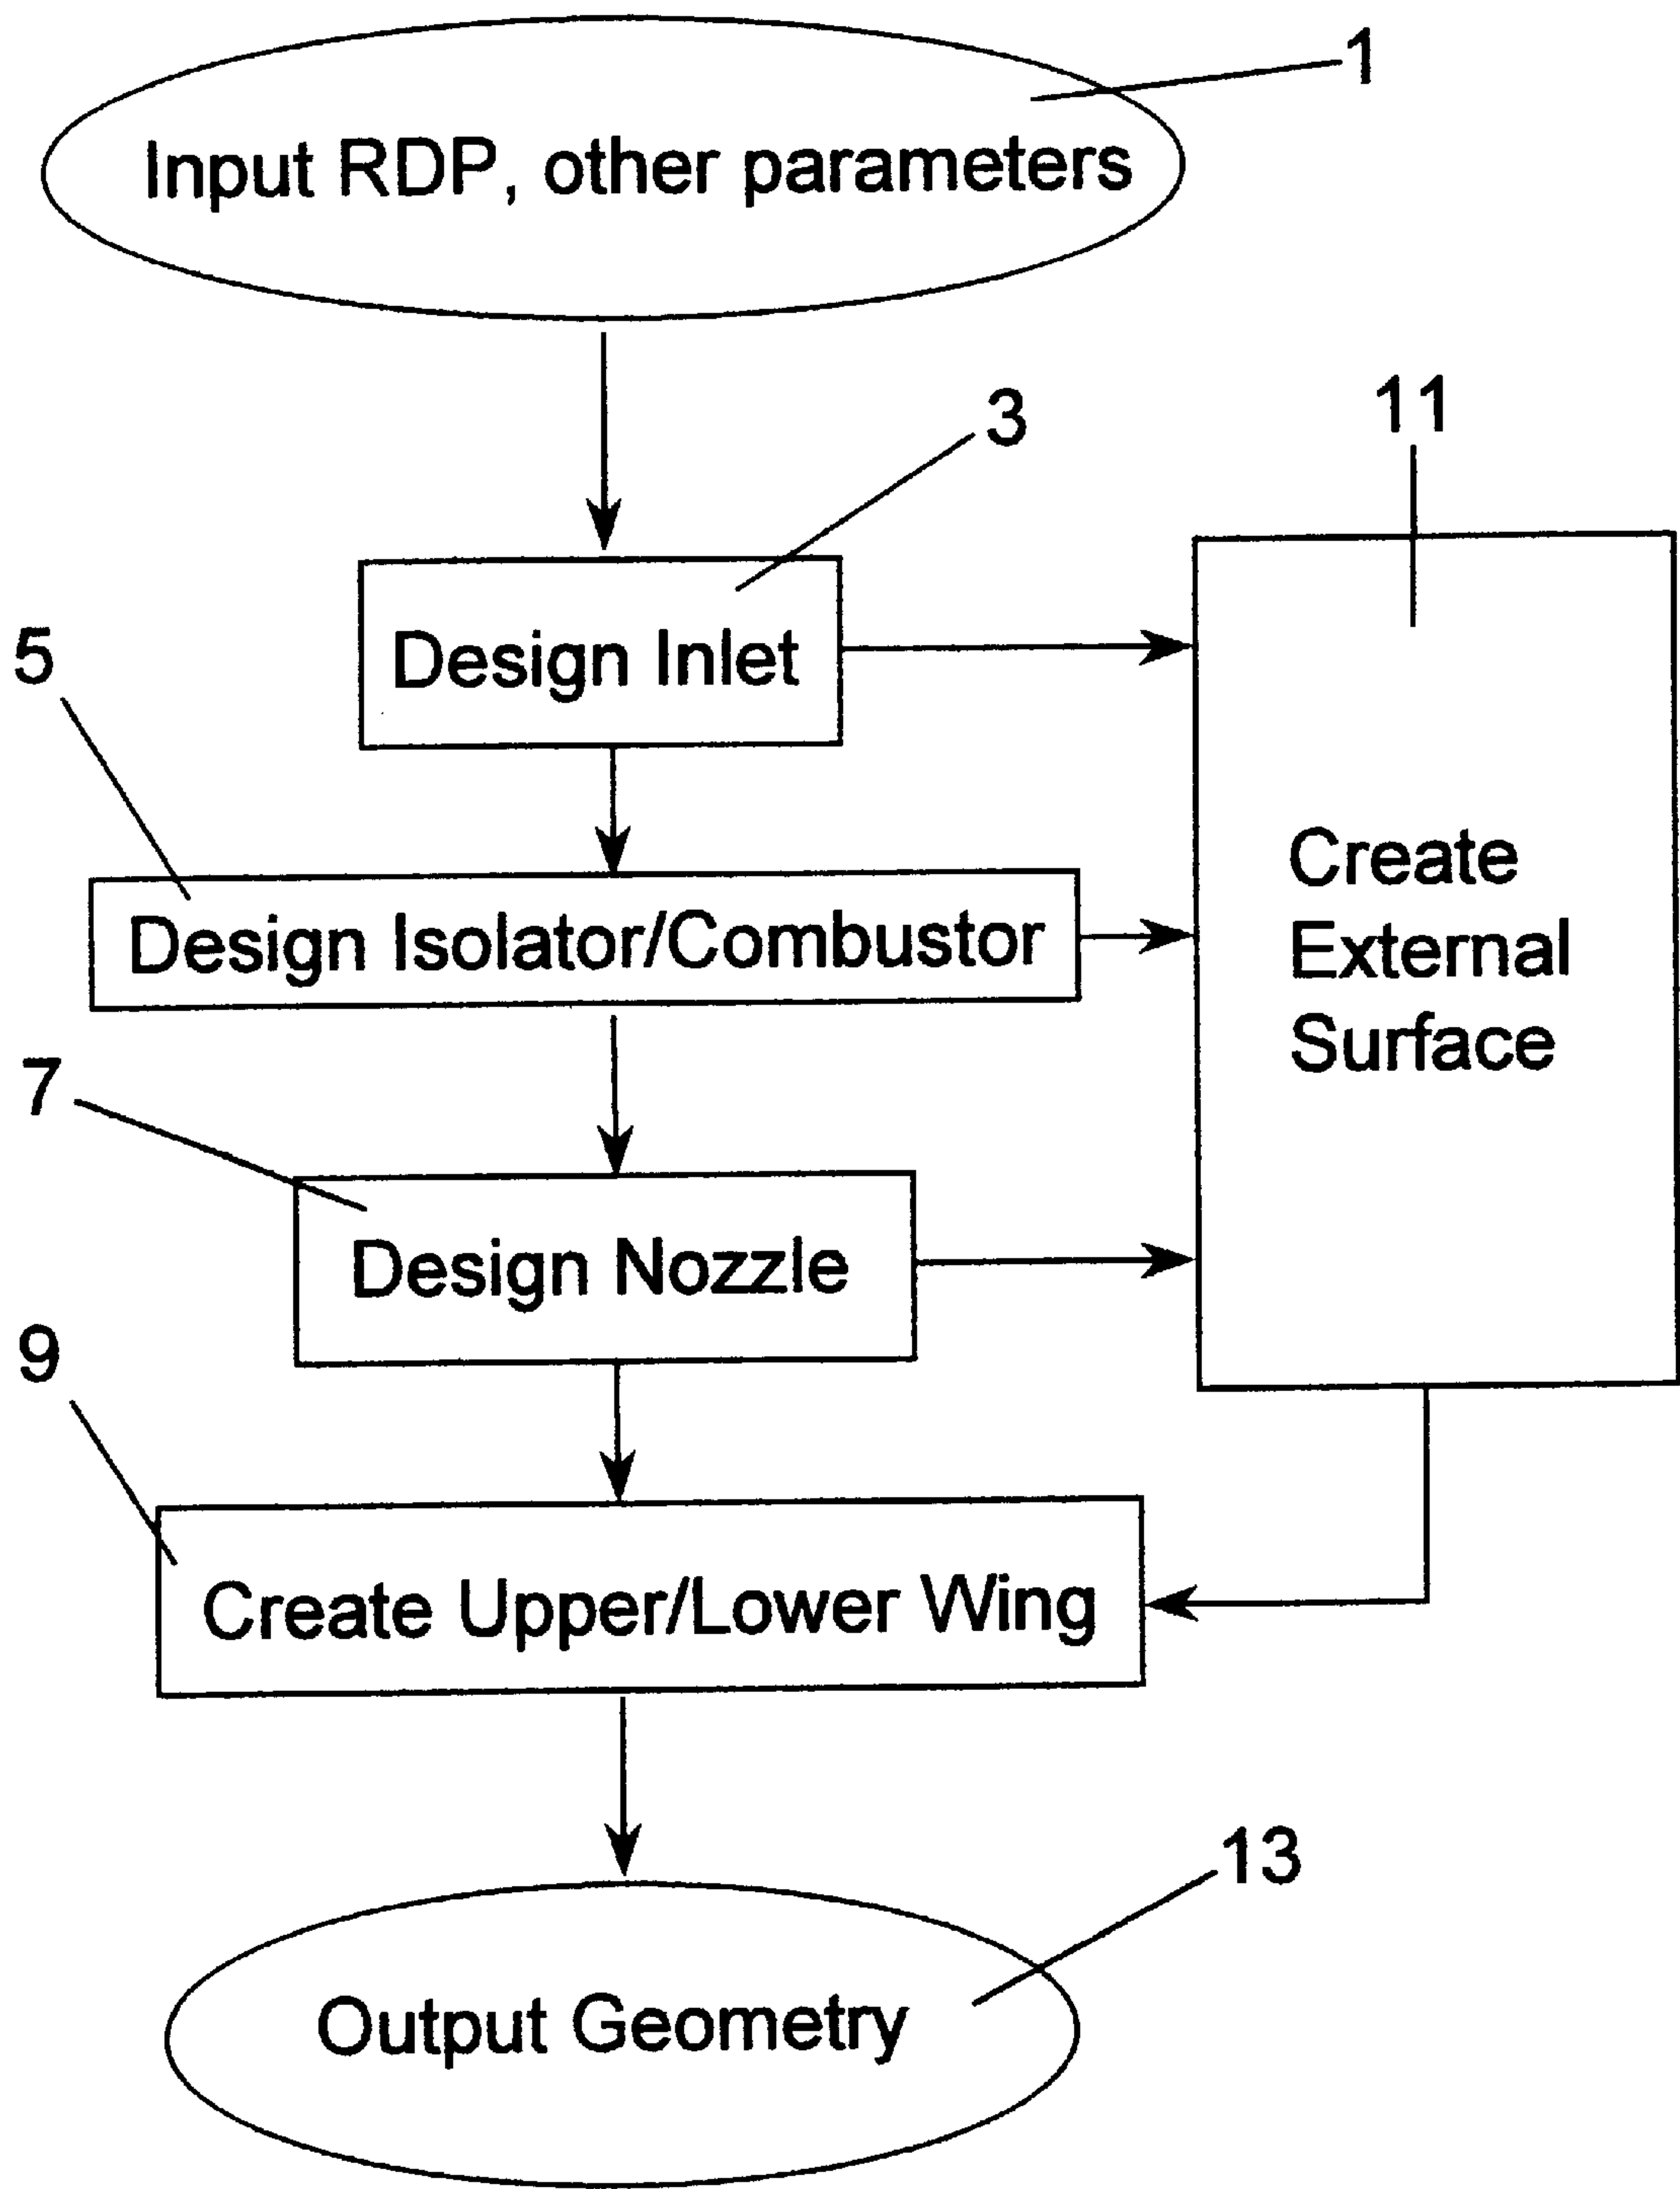 1
Input RDP, other parameters
3
11
Design Inlet
5
Create
External
Surface
Design Isolator/Combustor
7
Design Nozzle
9
Create Upper/Lower Wing
13
Output Geometry